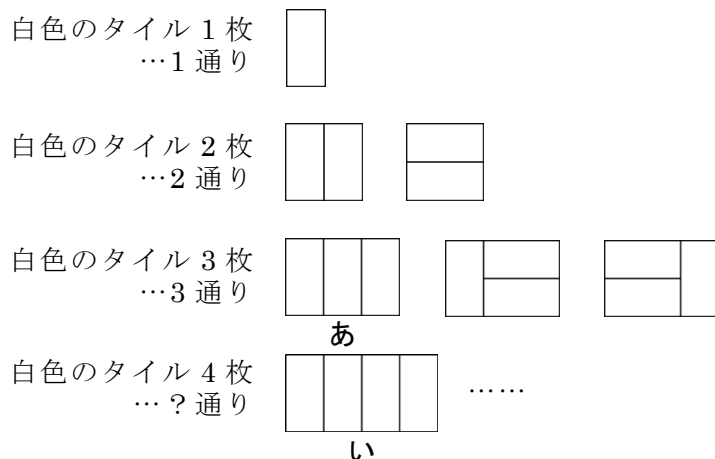 白色のタイル 1 枚
…1 通り
白色のタイル 2 枚
…2 通り
白色のタイル 3 枚
…3 通り
あ
白色のタイル 4 枚
…？通り
……
い